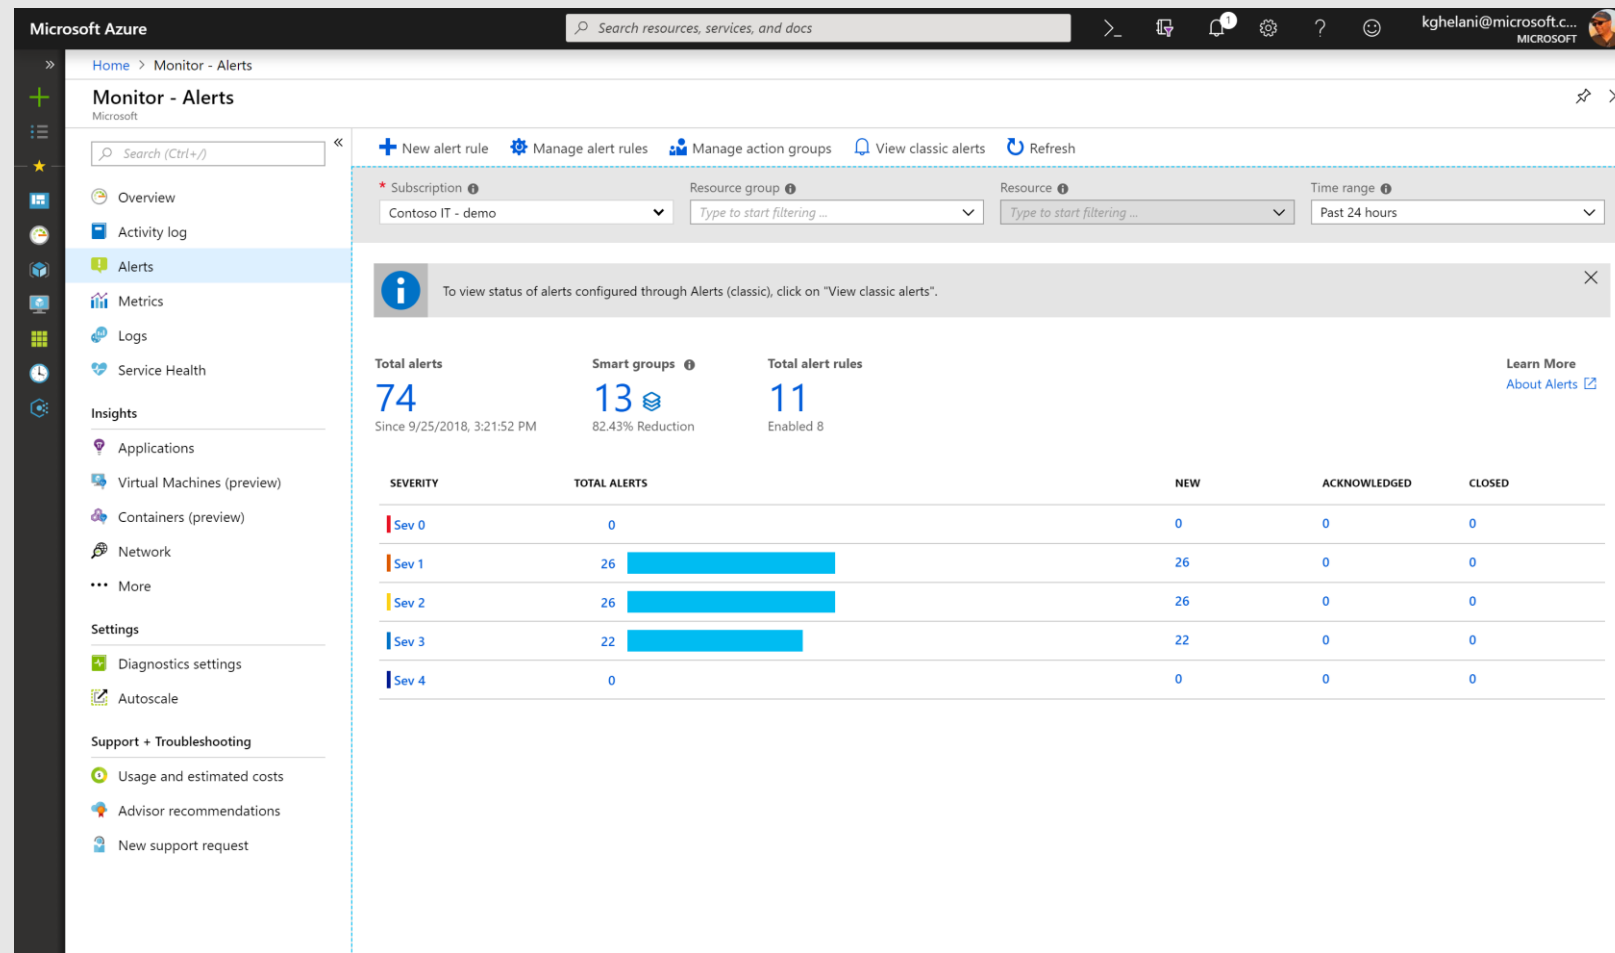 Microsoft Azure
Search resources, services, and docs
1
kghelani@microsoft.c...
MICROSOFT
Home > Monitor - Alerts
Monitor - Alerts
Microsoft
Search (Ctrl+/)
Overview
Activity log
Alerts
Metrics
Logs
Service Health
Insights
Applications
Virtual Machines (preview)
Containers (preview)
Network
More
Settings
Diagnostics settings
Autoscale
Support + Troubleshooting
Usage and estimated costs
Advisor recommendations
New support request
New alert rule Manage alert rules Manage action groups View classic alerts Refresh
* Subscription Resource group Resource Time range
Contoso IT - demo Type to start filtering ... Type to start filtering ... Past 24 hours
To view status of alerts configured through Alerts (classic), click on "View classic alerts".
Total alerts Smart groups Total alert rules Learn More
74 13 11 About Alerts
Since 9/25/2018, 3:21:52 PM 82.43% Reduction Enabled 8
SEVERITY TOTAL ALERTS NEW ACKNOWLEDGED CLOSED
Sev 0 0 0 0 0
Sev 1 26 26 0 0
Sev 2 26 26 0 0
Sev 3 22 22 0 0
Sev 4 0 0 0 0